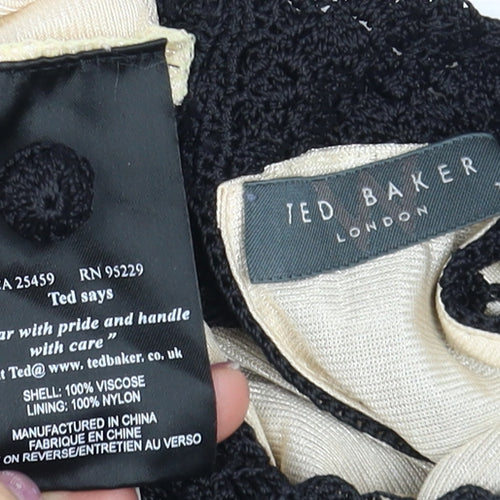 TED BAKER
LONDON
CA 25459 RN 95229
Ted says
with pride and handle
with care"
Ted@ www. tedbaker. co. uk
SHELL: 100% VISCOSE
LINING: 100% NYLON
MANUFACTURED IN CHINA
FABRIQUE EN CHINE
ON REVERSE/ENTRETIEN AU VERSO